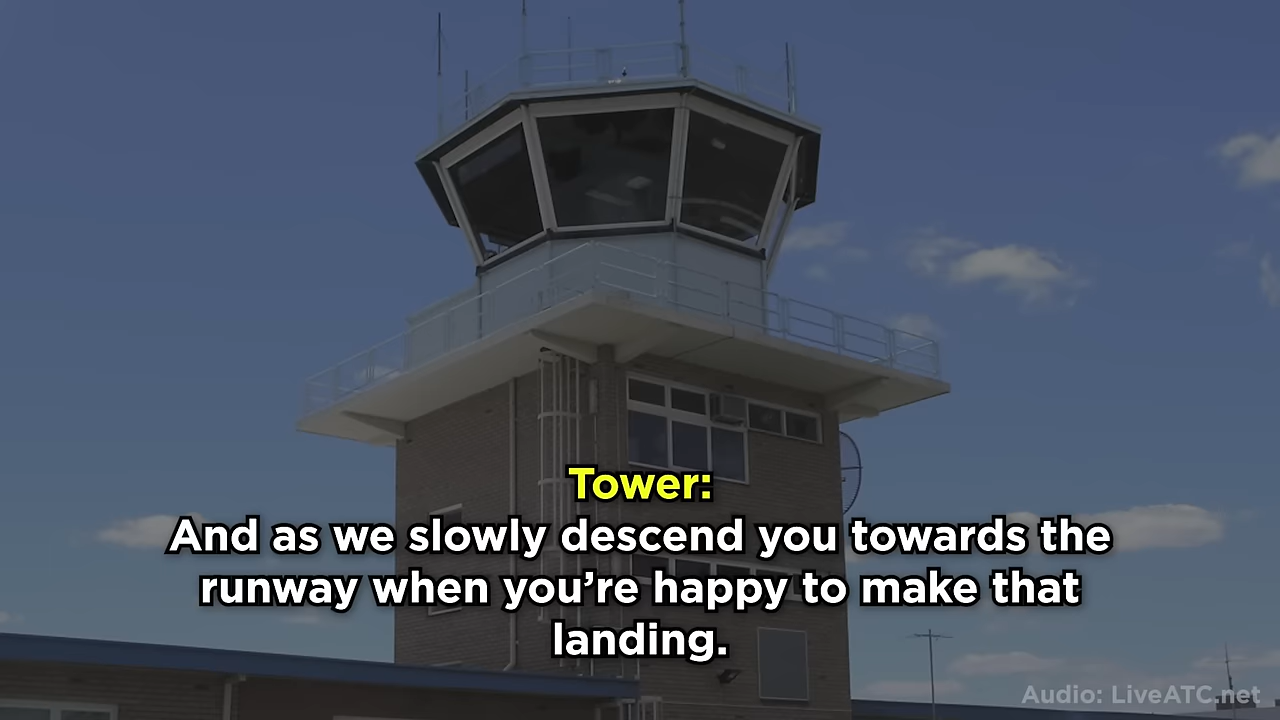 Tower:
And as we slowly descend you towards the
runway when you’re happy to make that
landing.
Audio: LiveATC.net